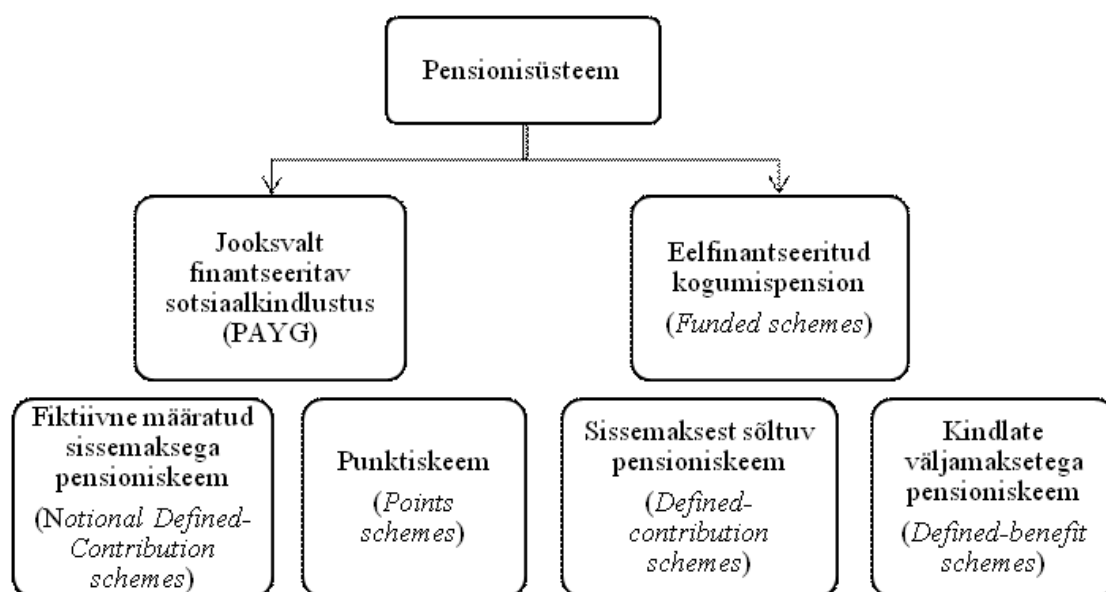 Pensionisüsteem
Jooksvalt
finantseeritav
sotsiaalkindlustus
(PAYG)
Eelfinantseeritud
kogumispension
(Funded schemes)
Fiktiivne määratud
sissemaksega
pensioniskeem
(Notional Defined-
Contribution
schemes)
Punktiskeem
(Points
schemes)
Sissemaksest sõltuv
pensioniskeem
(Defined-
contribution
schemes)
Kindlate
väljamaksetega
pensioniskeem
(Defined-benefit
schemes)